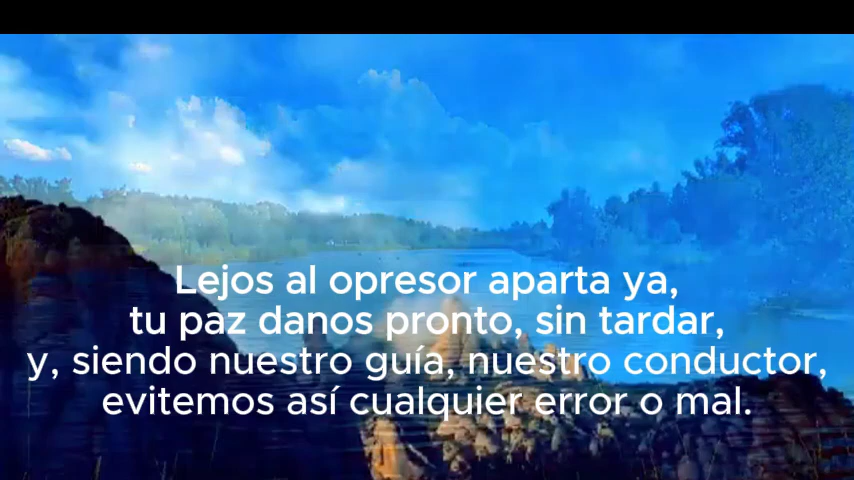 Lejos al opresor aparta ya,
tu paz danos pronto, sin tardar,
y, siendo nuestro guía, nuestro conductor,
evitemos así cualquier error o mal.